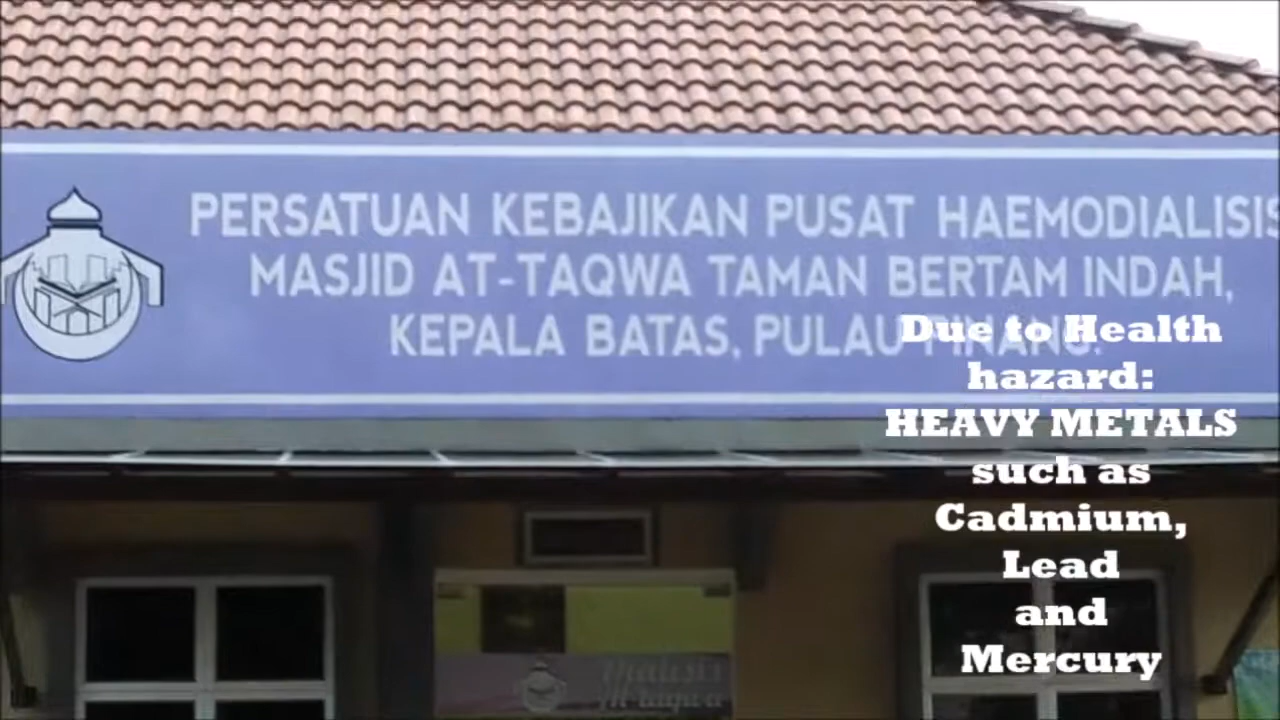 PERSATUAN KEBAJIKAN PUSAT HAEMODIALISIS
MASJID AT-TAQWA TAMAN BERTAM INDAH,
KEPALA BATAS, PULAU PINANG.
Due to Health
hazard:
HEAVY METALS
such as
Cadmium,
Lead
and
Mercury